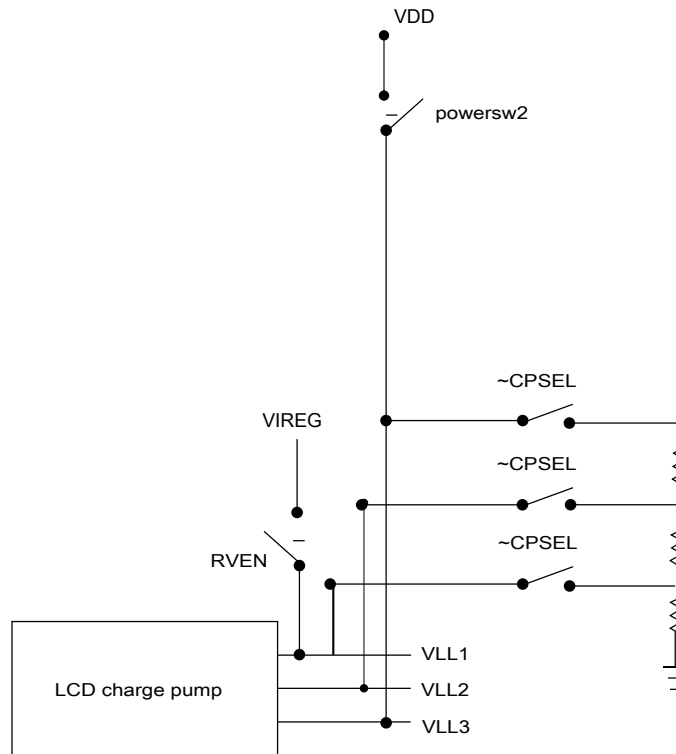 VDD
powersw2
~CPSEL
VIREG
~CPSEL
~CPSEL
RVEN
VLL1
LCD charge pump
VLL2
VLL3